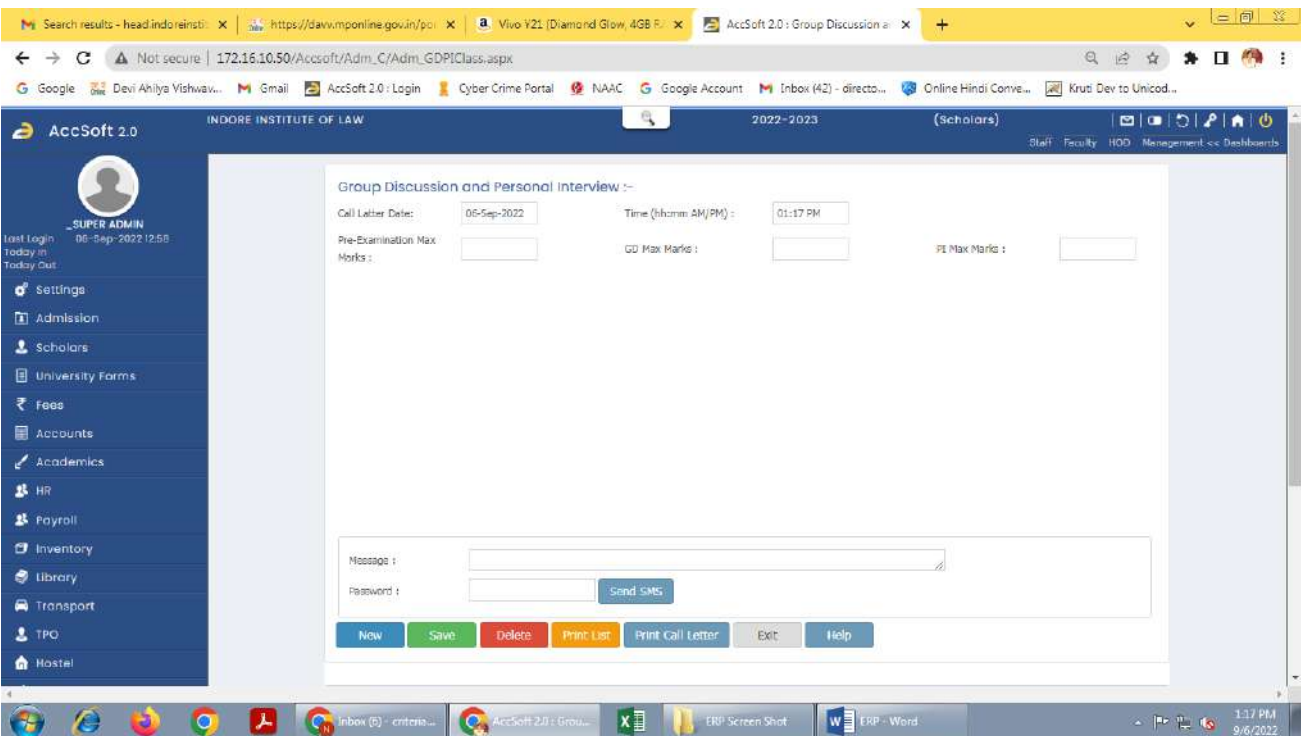 Search results - head.indoreinsti
https://davv.mponline.gov.in/por
Vivo Y21 (Diamond Glow, 4GB RA
AccSoft 2.0 : Group Discussion a
Not secure | 172.16.10.50/Accsoft/Adm_C/Adm_GDPIClass.aspx
Google Devi Ahilya Vishwav... Gmail AccSoft 2.0 : Login Cyber Crime Portal NAAC Google Account Inbox (42) - directo... Online Hindi Conve... Kruti Dev to Unicod...
AccSoft 2.0
INDORE INSTITUTE OF LAW 2022-2023 (Scholars)
Staff Faculty HOD Management << Dashboards
_SUPER ADMIN
Last Login 06-Sep-2022 12:58
Today In
Today Out
Settings
Admission
Scholars
University Forms
Fees
Accounts
Academics
HR
Payroll
Inventory
Library
Transport
TPO
Hostel
Group Discussion and Personal Interview :-
Call Latter Date: 06-Sep-2022 Time (hh:mm AM/PM) : 01:17 PM
Pre-Examination Max Marks : GD Max Marks : PI Max Marks :
Message :
Password : Send SMS
New Save Delete Print List Print Call Letter Exit Help
Inbox (6) - criteria... AccSoft 2.0 : Grou... ERP Screen Shot ERP - Word
1:17 PM
9/6/2022